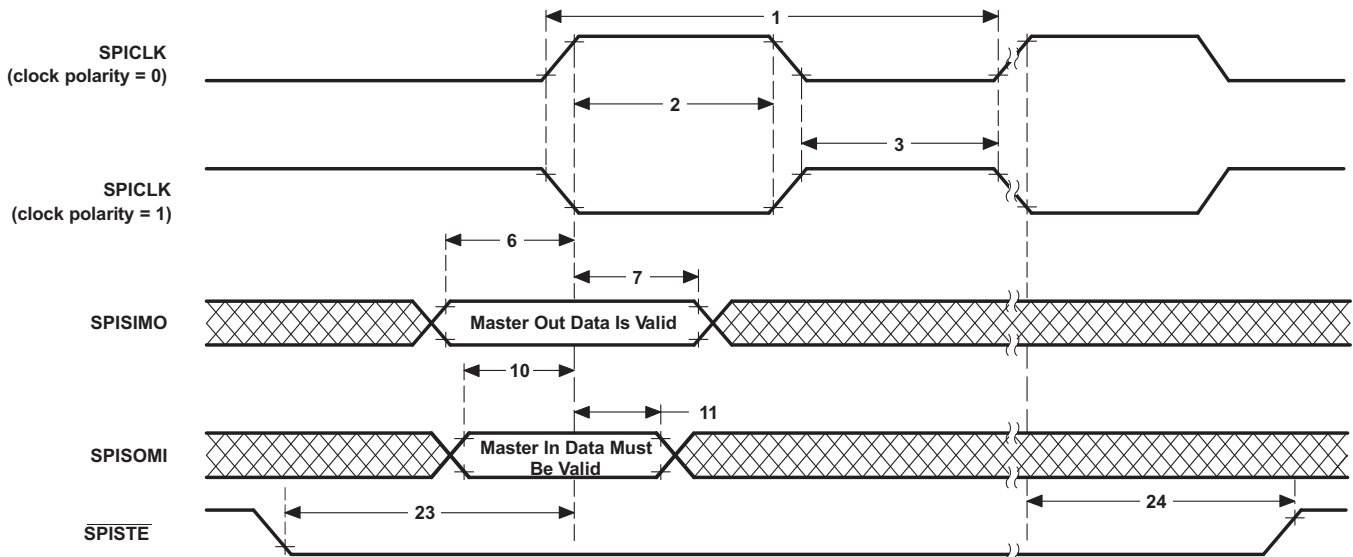 1
SPICLK
(clock polarity = 0)
2
3
SPICLK
(clock polarity = 1)
6
7
SPISIMO
Master Out Data Is Valid
10
11
SPISOMI
Master In Data Must
Be Valid
23
24
SPISTE